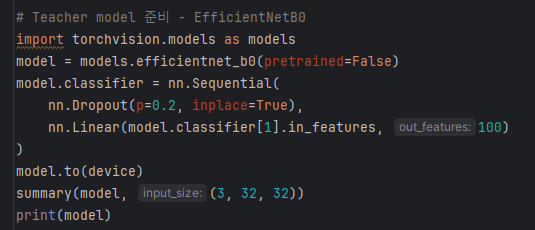 # Teacher model 준비 - EfficientNetB0
import torchvision.models as models
model = models.efficientnet_b0(pretrained=False)
model.classifier = nn.Sequential(
    nn.Dropout(p=0.2, inplace=True),
    nn.Linear(model.classifier[1].in_features, out_features: 100)
)
model.to(device)
summary(model, input_size: (3, 32, 32))
print(model)